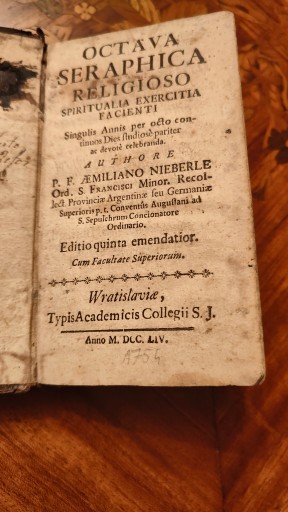 OCTAVA
SERAPHICA
RELIGIOSO
SPIRITUALIA EXERCITIA
FACIENTI
Singulis Annis per octo con-
tinuos Dies studiosè pariter
ac devotè celebranda.
AUTHORE
P. F. ÆMILIANO NIEBERLE
Ord. S. Francisci Minor. Recol-
lect Provinciæ Argentinæ seu Germaniæ
Superioris p. t. Conventûs Augustani ad
S. Sepulchrum Concionatore
Ordinario.
Editio quinta emendatior.
Cum Facultate Superiorum.
Wratislaviæ,
Typis Academicis Collegii S. J.
Anno M. DCC. LIV.
1754